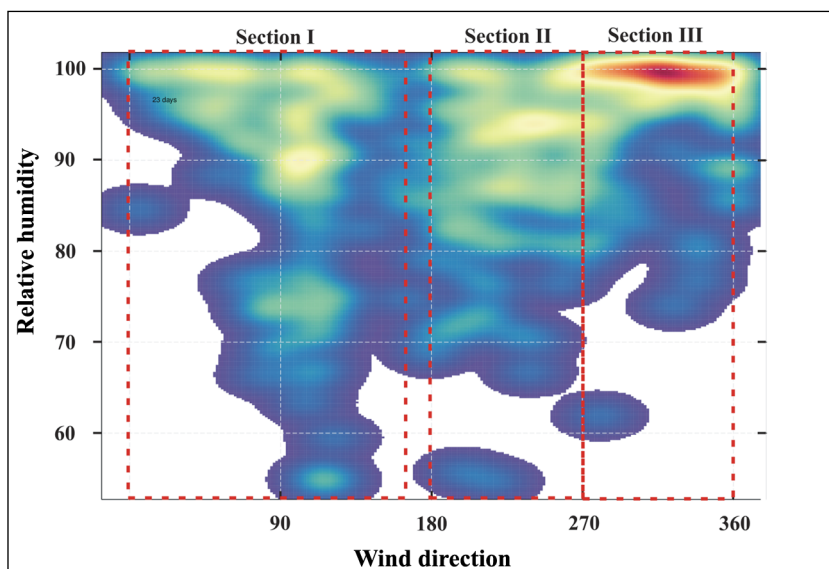 Section I Section II Section III
100
23 days
90
80
70
60
Relative humidity
90 180 270 360
Wind direction